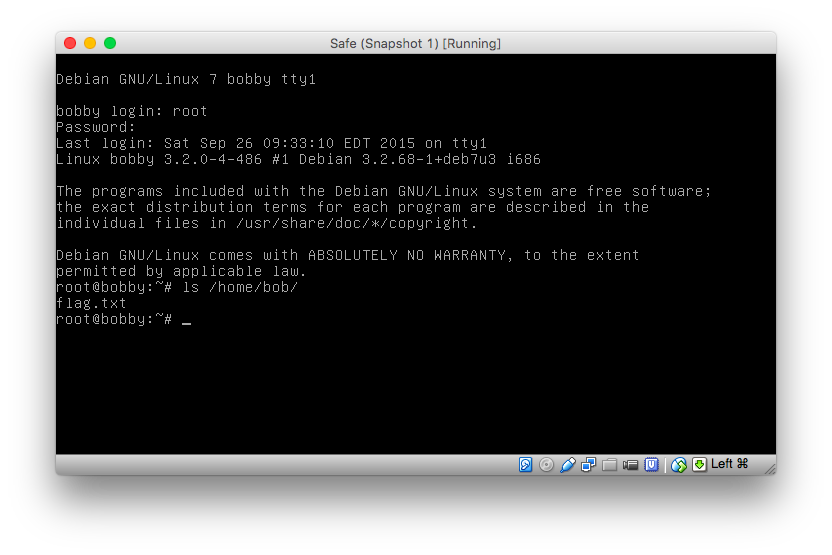 Safe (Snapshot 1) [Running]
Debian GNU/Linux 7 bobby tty1
bobby login: root
Password:
Last login: Sat Sep 26 09:33:10 EDT 2015 on tty1
Linux bobby 3.2.0-4-486 #1 Debian 3.2.68-1+deb7u3 i686
The programs included with the Debian GNU/Linux system are free software;
the exact distribution terms for each program are described in the
individual files in /usr/share/doc/*/copyright.
Debian GNU/Linux comes with ABSOLUTELY NO WARRANTY, to the extent
permitted by applicable law.
root@bobby:~# ls /home/bob/
flag.txt
root@bobby:~# _
Left ⌘